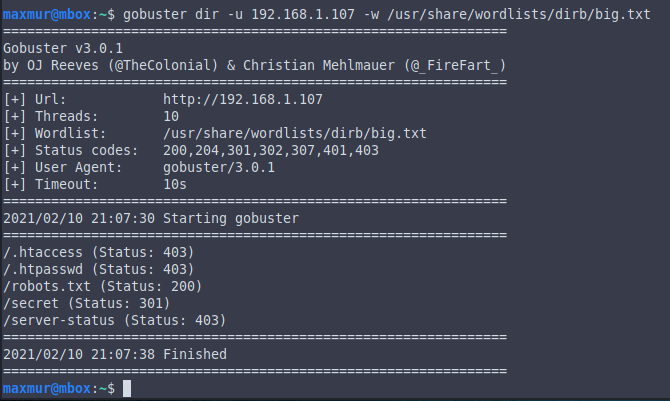 maxmur@mbox:~$ gobuster dir -u 192.168.1.107 -w /usr/share/wordlists/dirb/big.txt
===============================================================
Gobuster v3.0.1
by OJ Reeves (@TheColonial) & Christian Mehlmauer (@_FireFart_)
===============================================================
[+] Url:            http://192.168.1.107
[+] Threads:        10
[+] Wordlist:       /usr/share/wordlists/dirb/big.txt
[+] Status codes:   200,204,301,302,307,401,403
[+] User Agent:     gobuster/3.0.1
[+] Timeout:        10s
===============================================================
2021/02/10 21:07:30 Starting gobuster
===============================================================
/.htaccess (Status: 403)
/.htpasswd (Status: 403)
/robots.txt (Status: 200)
/secret (Status: 301)
/server-status (Status: 403)
===============================================================
2021/02/10 21:07:38 Finished
===============================================================
maxmur@mbox:~$